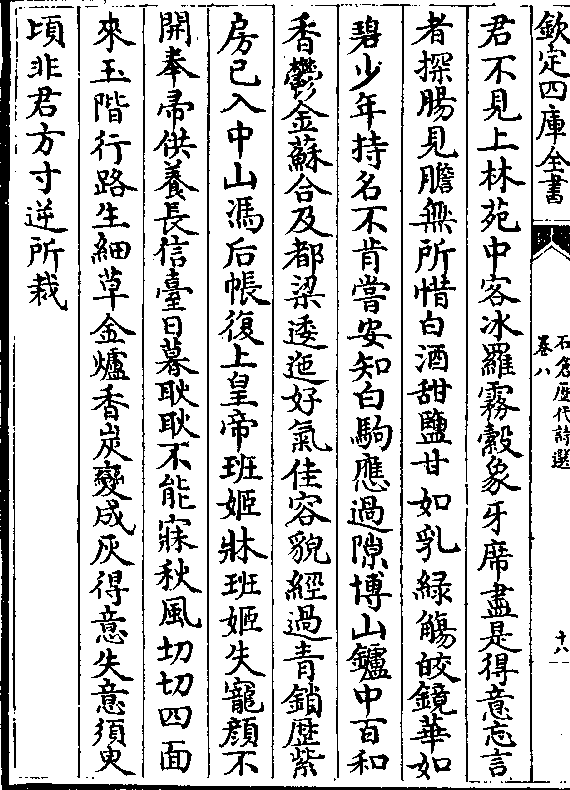 欽定四庫全書
石倉歷代詩選
卷八
十八
君不見上林苑中客冰羅霧縠象牙席盡是得意忘言
者探腸見膽無所惜白酒甜鹽甘如乳緑觴皎鏡華如
碧少年持名不肯嘗安知白駒應過隙博山鑪中百和
香鬱金蘇合及都梁逶迤好氣佳容貌經過青鎖歴紫
房已入中山馮后帳復上皇帝班姬牀班姬失寵顔不
開奉帚供養長信臺日暮耿耿不能寐秋風切切四面
來玉階行路生細草金爐香炭變成灰得意失意須臾
頃非君方寸逆所裁